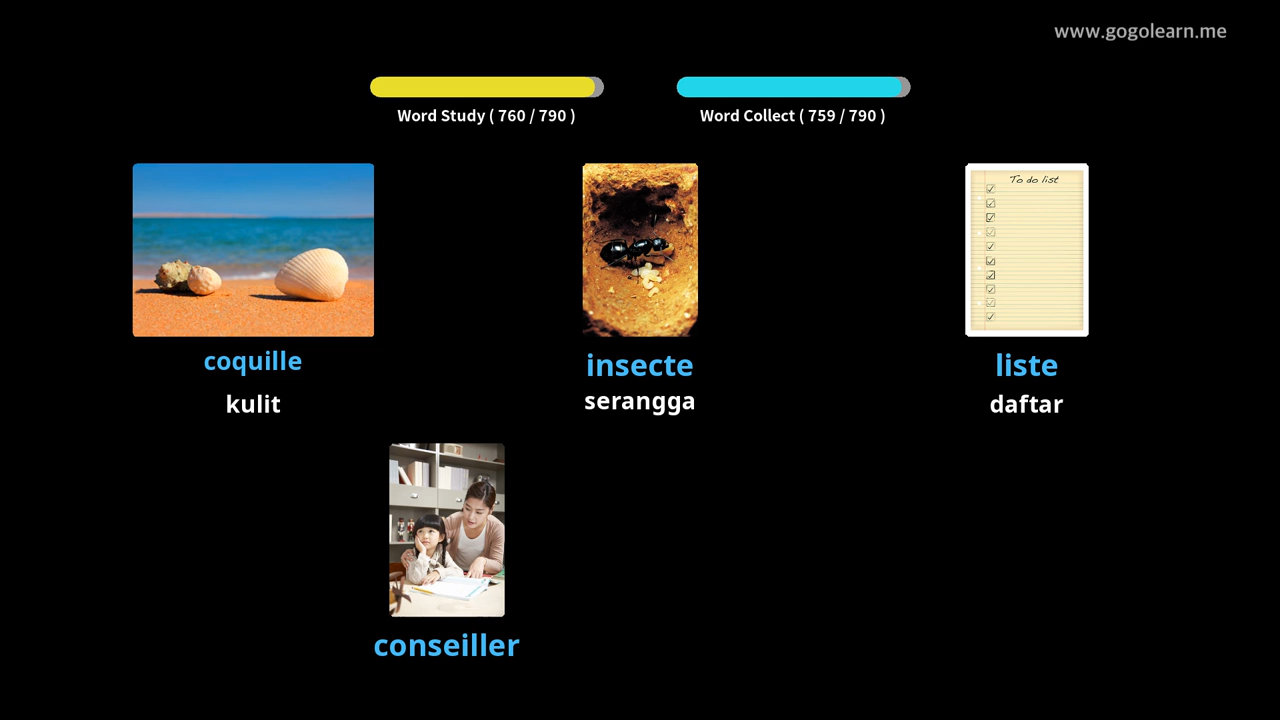 www.gogolearn.me
Word Study ( 760 / 790 )
Word Collect ( 759 / 790 )
To do list
coquille
insecte
liste
kulit
serangga
daftar
conseiller